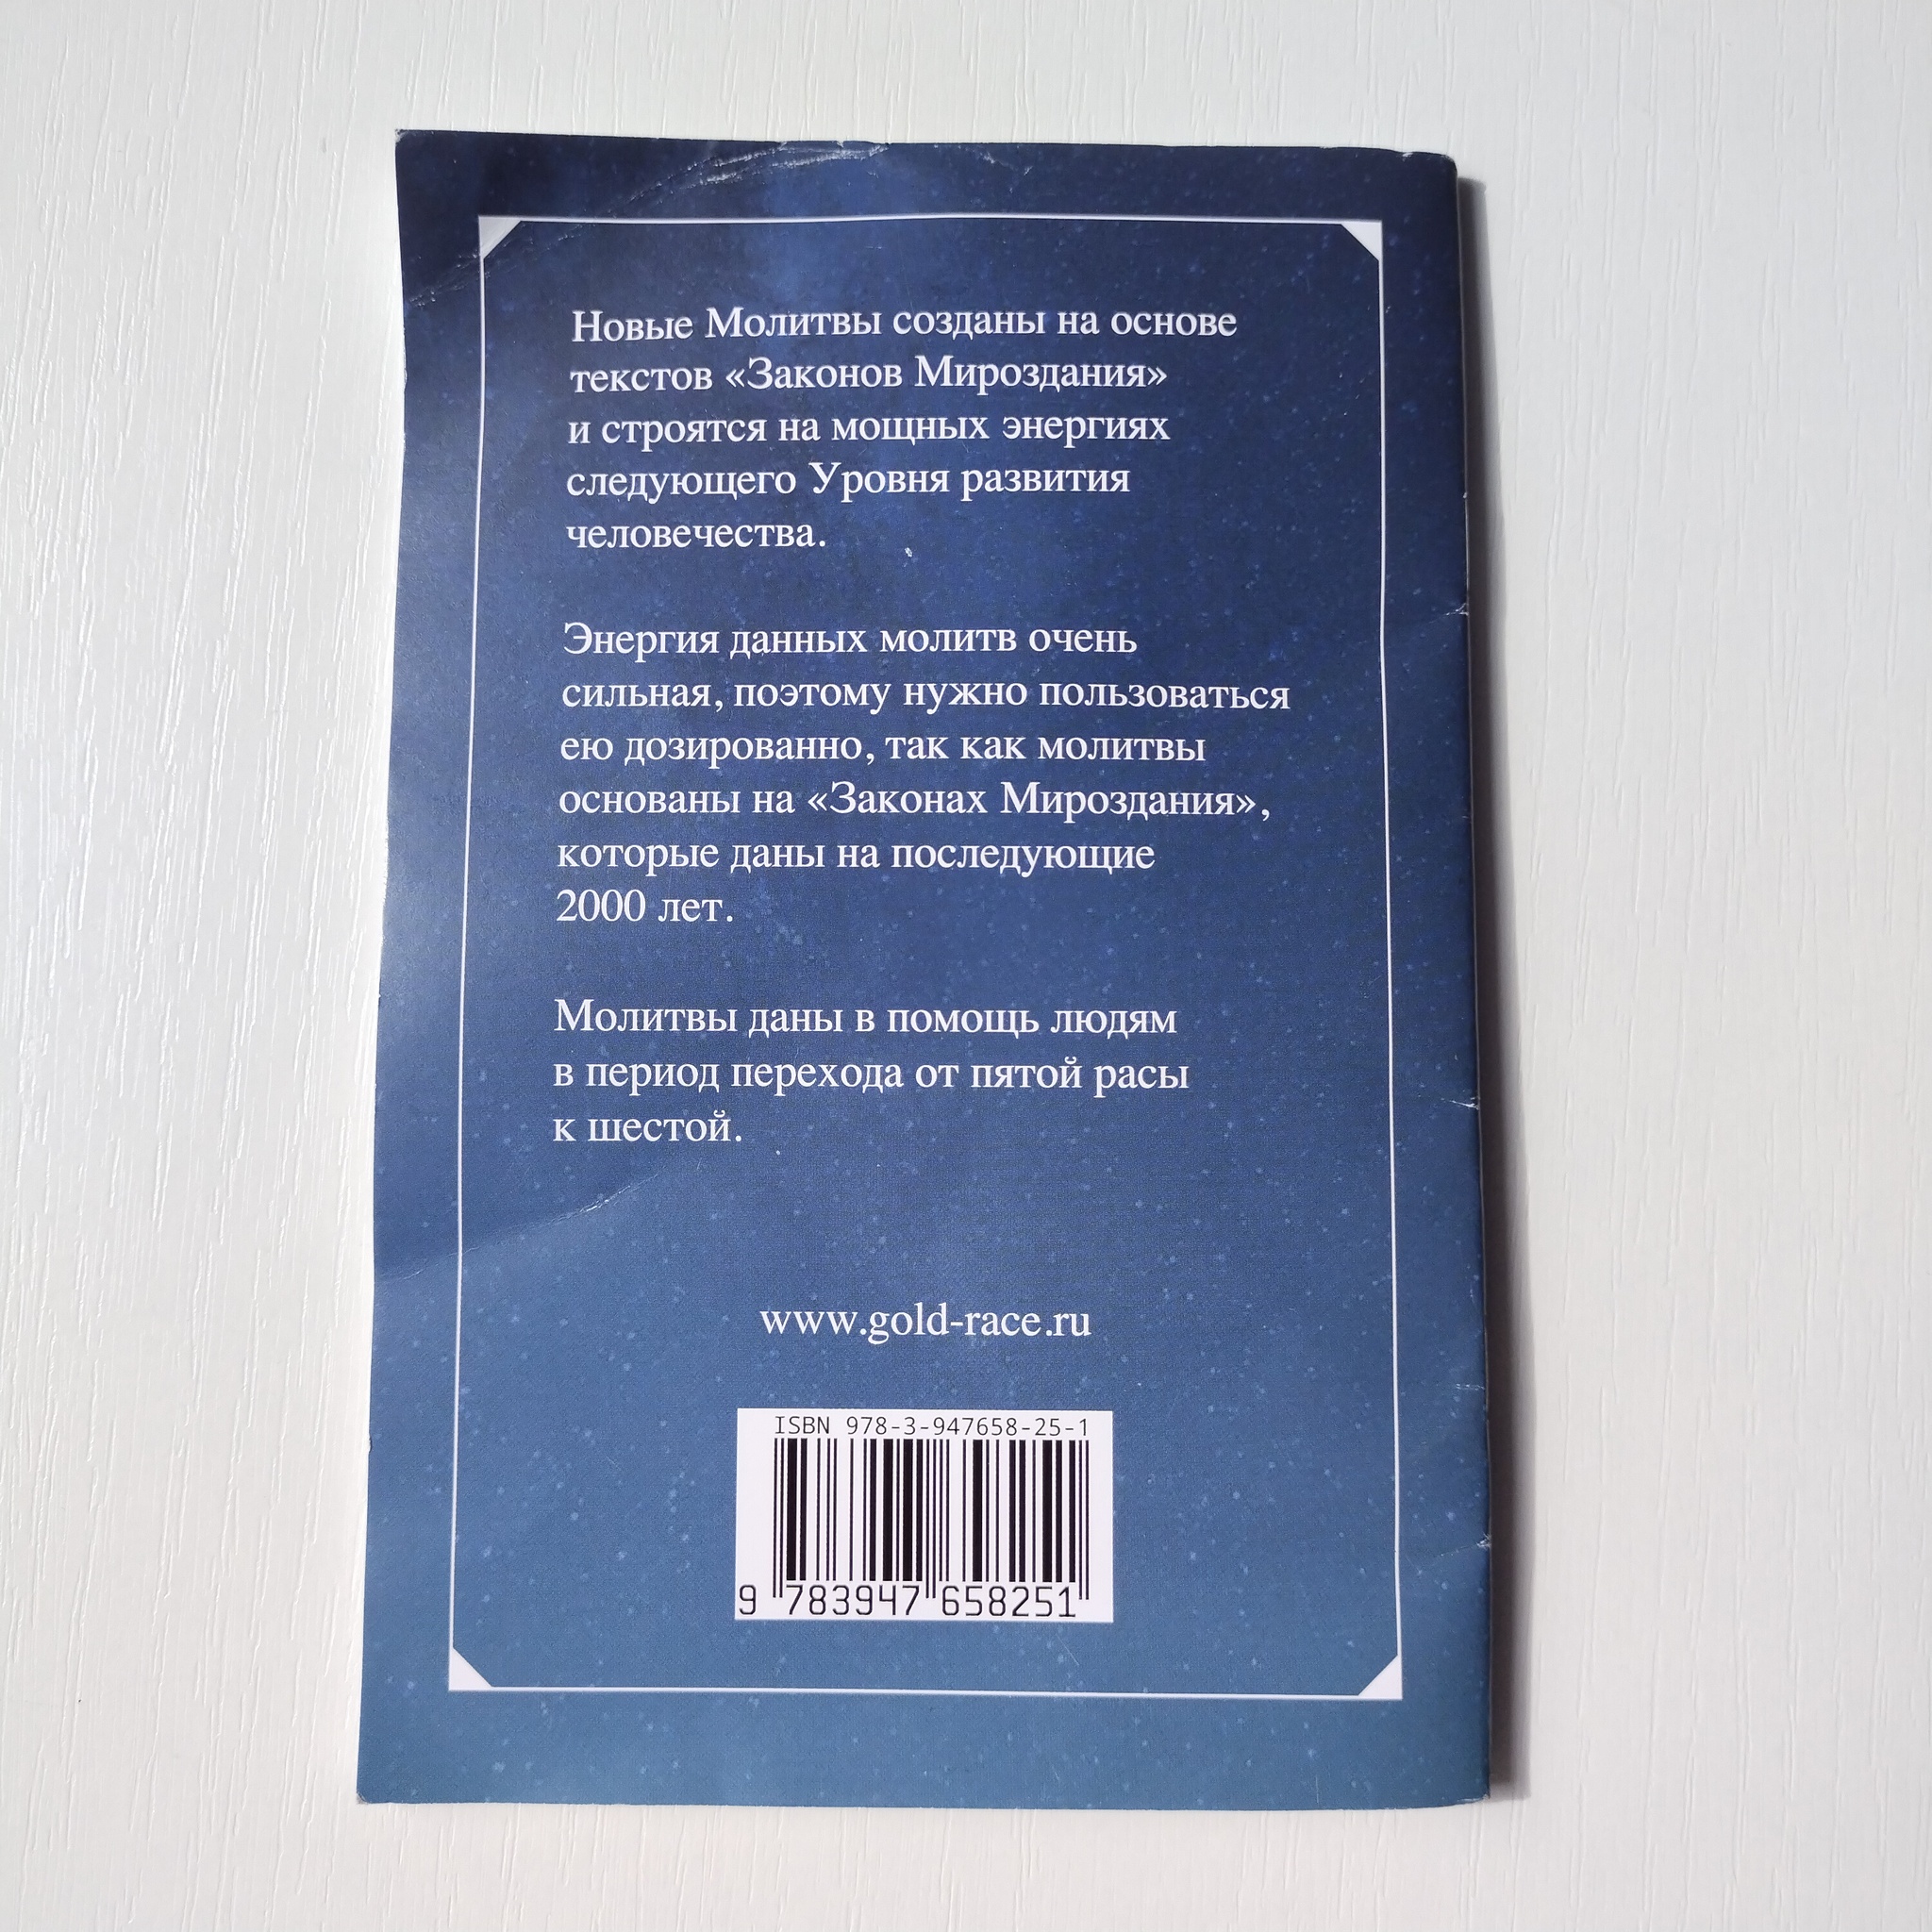 Новые Молитвы созданы на основе
текстов «Законов Мироздания»
и строятся на мощных энергиях
следующего Уровня развития
человечества.
Энергия данных молитв очень
сильная, поэтому нужно пользоваться
ею дозированно, так как молитвы
основаны на «Законах Мироздания»,
которые даны на последующие
2000 лет.
Молитвы даны в помощь людям
в период перехода от пятой расы
к шестой.
www.gold-race.ru
ISBN 978-3-947658-25-1
9 783947 658251